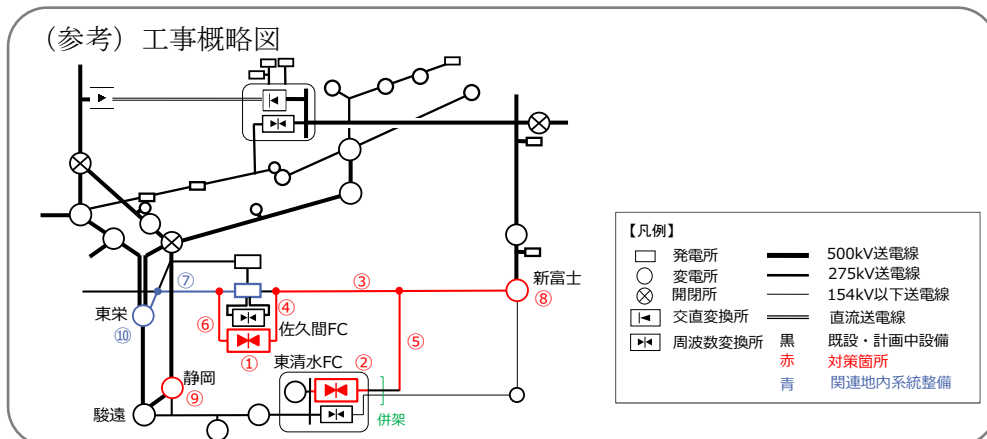 （参考）工事概略図
⑦
③
新富士
⑧
④
東栄
⑥
佐久間FC
⑩
⑤
①
東清水FC
②
静岡
⑨
駿遠
併架
【凡例】
発電所
500kV送電線
変電所
275kV送電線
開閉所
154kV以下送電線
交直変換所
直流送電線
周波数変換所
黒
既設・計画中設備
赤
対策箇所
青
関連地内系統整備